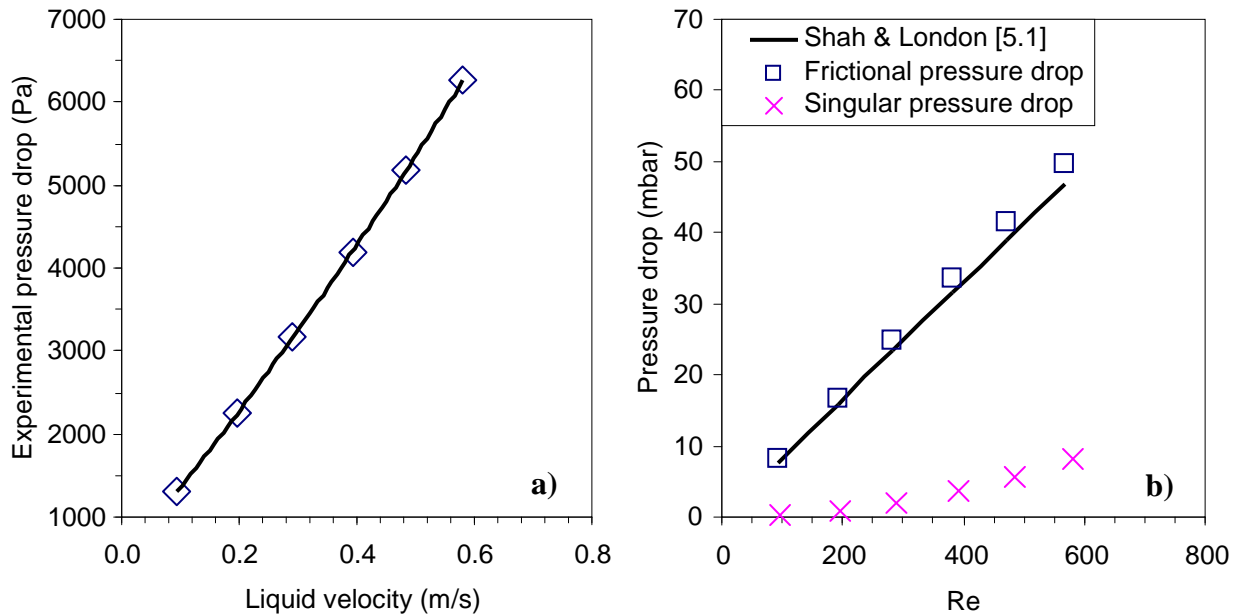 Experimental pressure drop (Pa)
7000
6000
5000
4000
3000
2000
1000
0.0 0.2 0.4 0.6 0.8
Liquid velocity (m/s)
a)
Pressure drop (mbar)
70
60
50
40
30
20
10
0
0 200 400 600 800
Re
Shah & London [5.1]
Frictional pressure drop
Singular pressure drop
b)